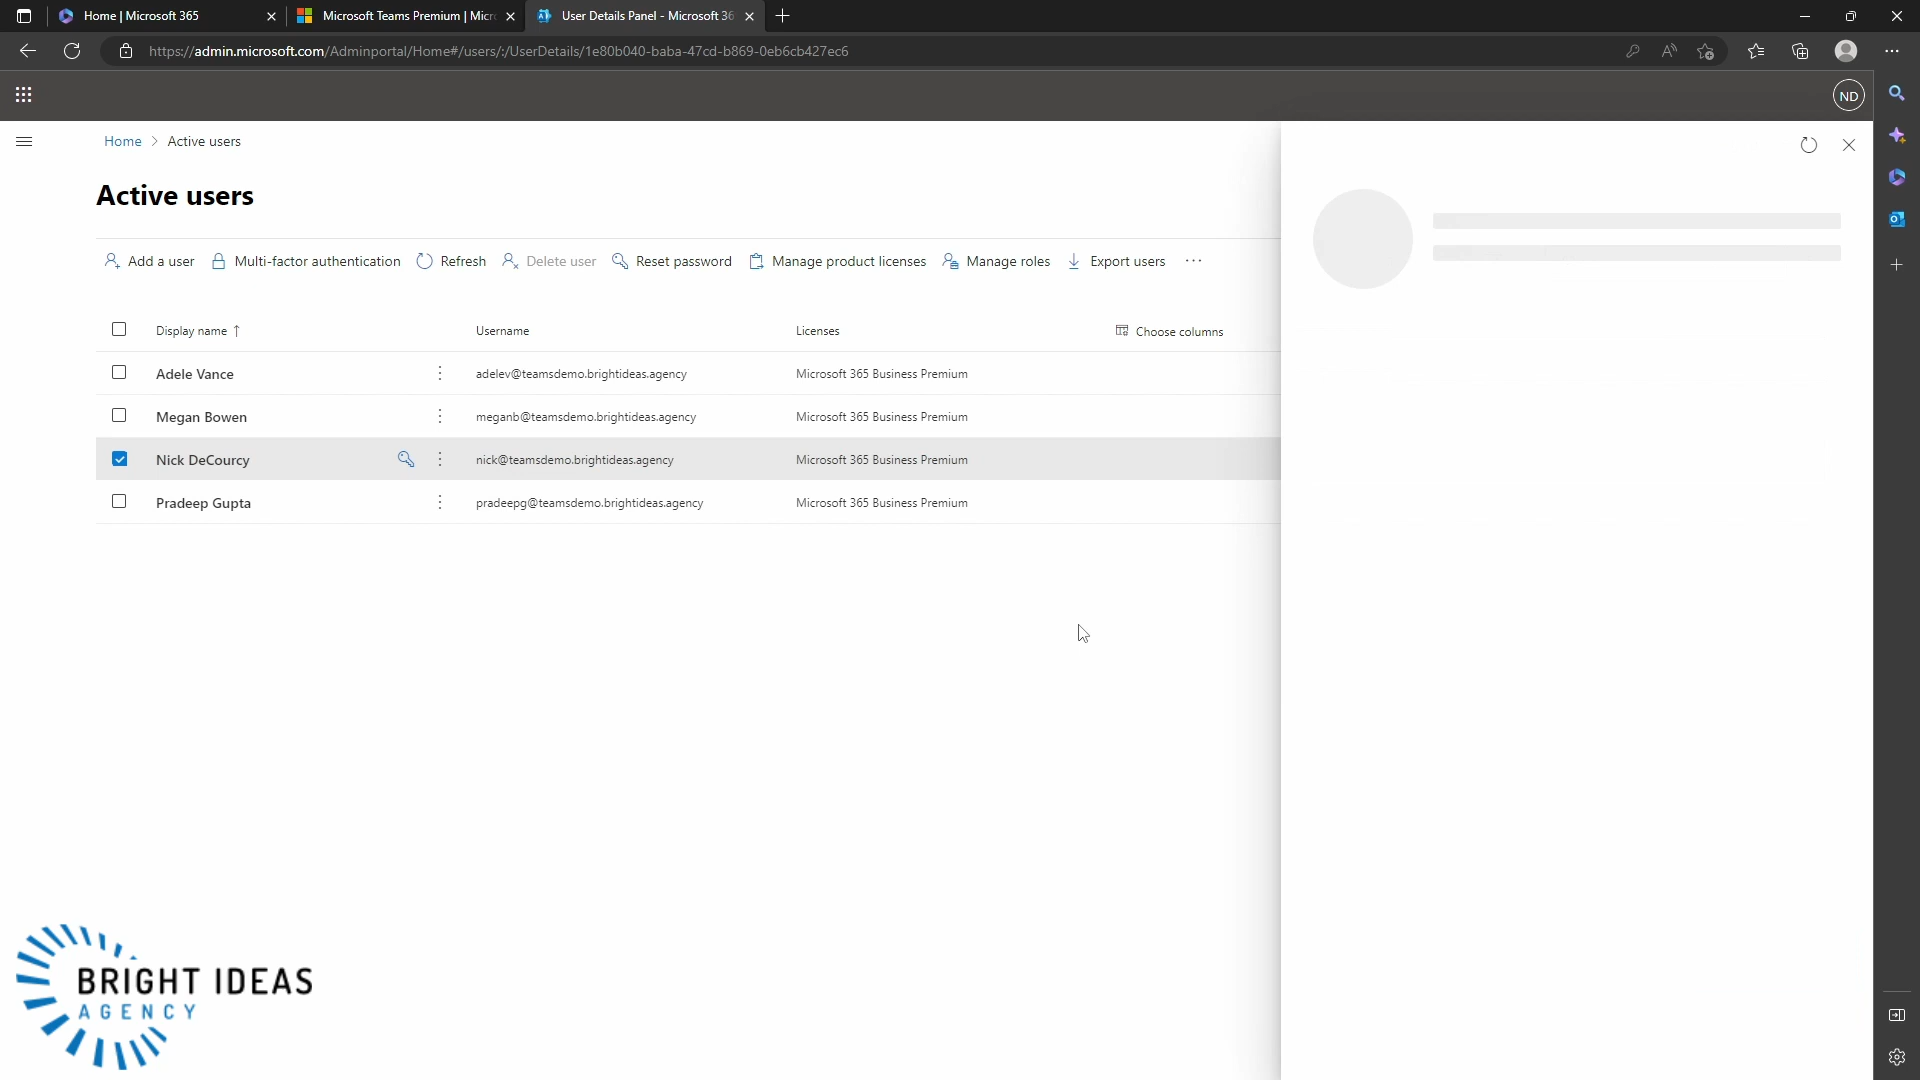 Home | Microsoft 365
Microsoft Teams Premium | Micr
User Details Panel - Microsoft 36
https://admin.microsoft.com/Adminportal/Home#/users/:/UserDetails/1e80b040-baba-47cd-b869-0eb6cb427ec6
ND
Home > Active users
Active users
Add a user Multi-factor authentication Refresh Delete user Reset password Manage product licenses Manage roles Export users ...
Display name ↑ Username Licenses Choose columns
Adele Vance adelev@teamsdemo.brightideas.agency Microsoft 365 Business Premium
Megan Bowen meganb@teamsdemo.brightideas.agency Microsoft 365 Business Premium
Nick DeCourcy nick@teamsdemo.brightideas.agency Microsoft 365 Business Premium
Pradeep Gupta pradeepg@teamsdemo.brightideas.agency Microsoft 365 Business Premium
BRIGHT IDEAS
AGENCY